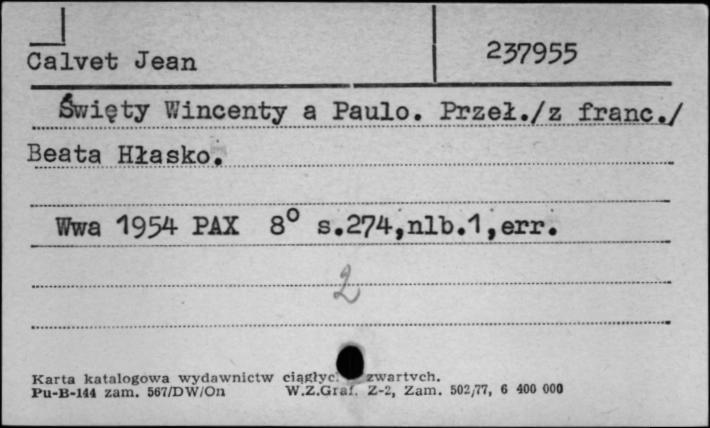 Calvet Jean 237955
Święty Wincenty a Paulo. Przeł./z franc./
Beata Hłasko.
Wwa 1954 PAX 8° s.274,nlb.1,err.
2
Karta katalogowa wydawnictw zwartych.
Pu-B-144 zam. 567/DW/On W.Z.Graf. Z-2, Zam. 502/77, 6 400 000